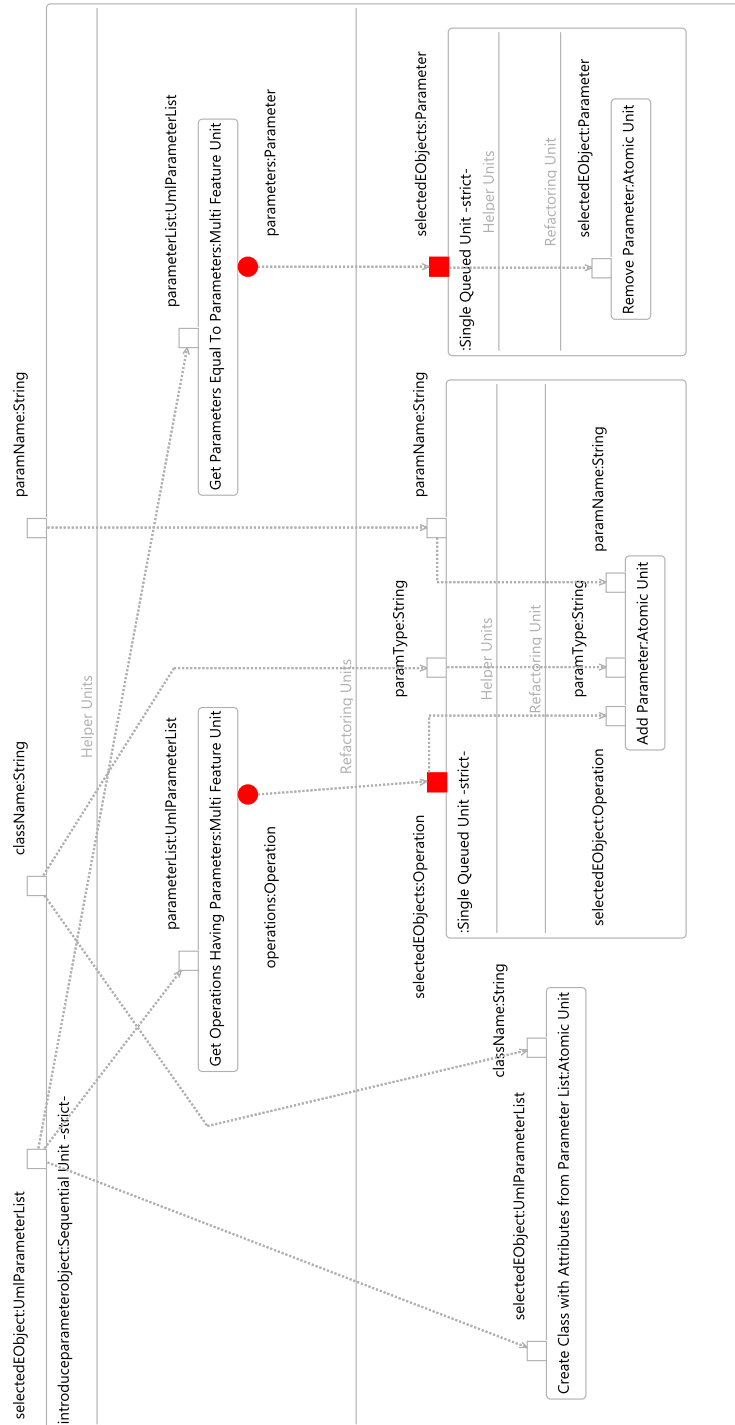 selectedEObject:UmlParameterList
className:String
paramName:String
introduceparameterobject:Sequential Unit -strict-
Helper Units
parameterList:UmlParameterList
parameterList:UmlParameterList
Get Operations Having Parameters:Multi Feature Unit
Get Parameters Equal To Parameters:Multi Feature Unit
operations:Operation
parameters:Parameter
Refactoring Units
selectedEObjects:Operation
paramType:String
paramName:String
selectedEObjects:Parameter
:Single Queued Unit -strict-
:Single Queued Unit -strict-
Helper Units
Helper Units
Refactoring Unit
Refactoring Unit
selectedEObject:UmlParameterList
className:String
Create Class with Attributes from Parameter List:Atomic Unit
selectedEObject:Operation
paramType:String
paramName:String
Add Parameter:Atomic Unit
selectedEObject:Parameter
Remove Parameter:Atomic Unit